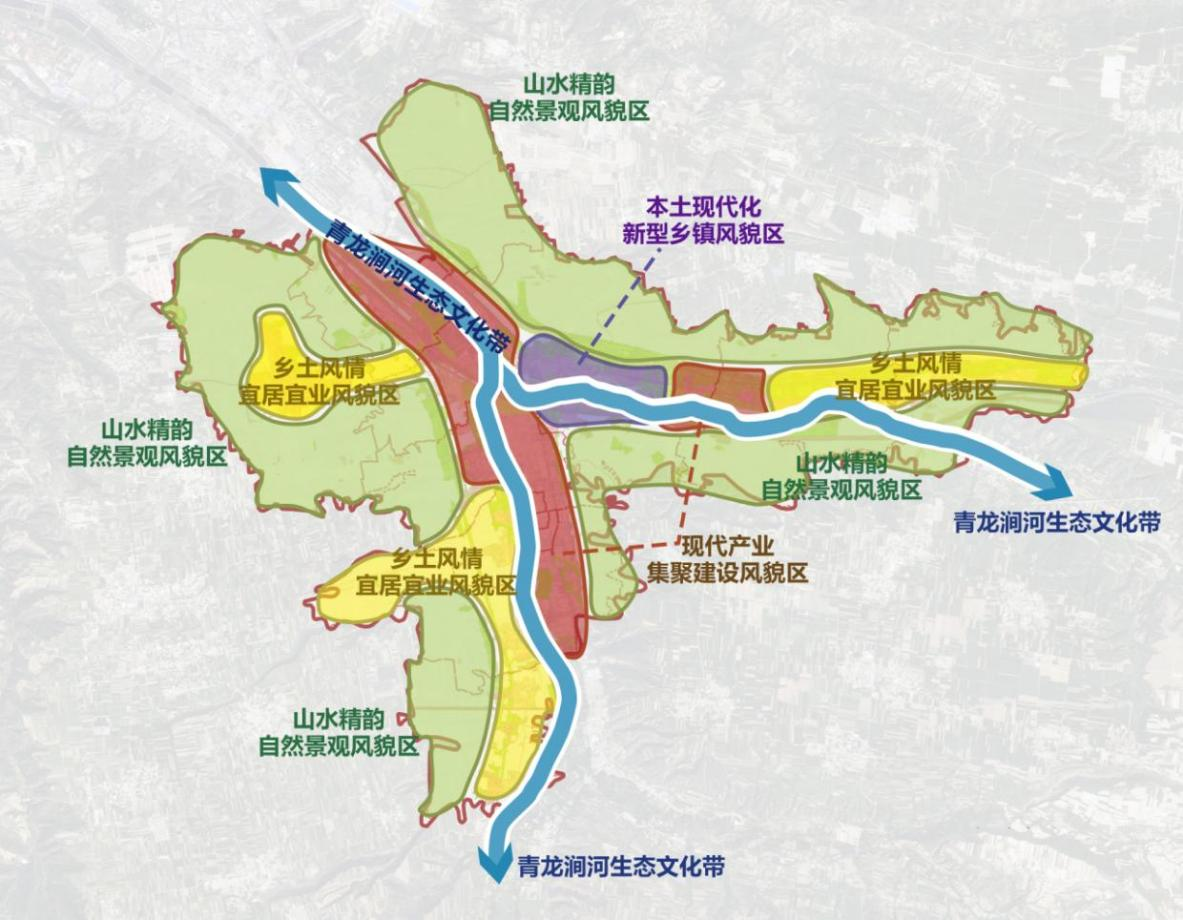 山水精韵
自然景观风貌区
本土现代化
新型乡镇风貌区
青龙涧河生态文化带
乡土风情
宜居宜业风貌区
乡土风情
宜居宜业风貌区
山水精韵
自然景观风貌区
山水精韵
自然景观风貌区
青龙涧河生态文化带
现代产业
集聚建设风貌区
乡土风情
宜居宜业风貌区
山水精韵
自然景观风貌区
青龙涧河生态文化带